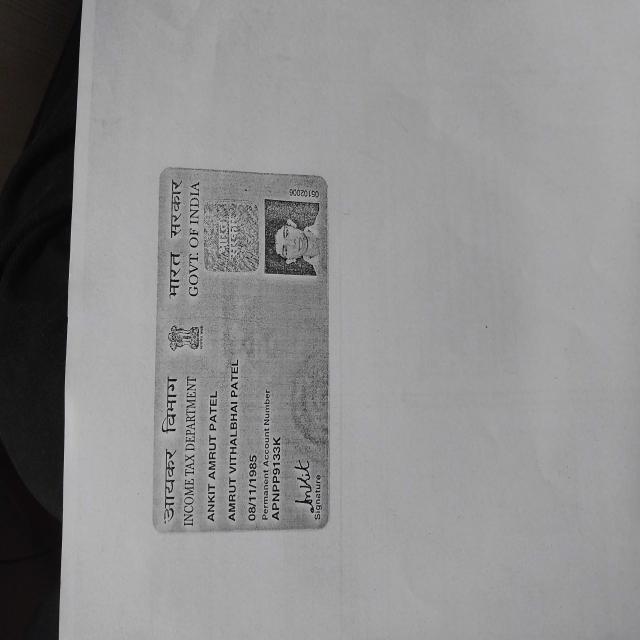 आयकर विभाग
INCOME TAX DEPARTMENT
भारत सरकार
GOVT. OF INDIA
ANKIT AMRUT PATEL
AMRUT VITHALBHAI PATEL
08/11/1985
Permanent Account Number
APNPP9133K
Ankit
Signature
05102006